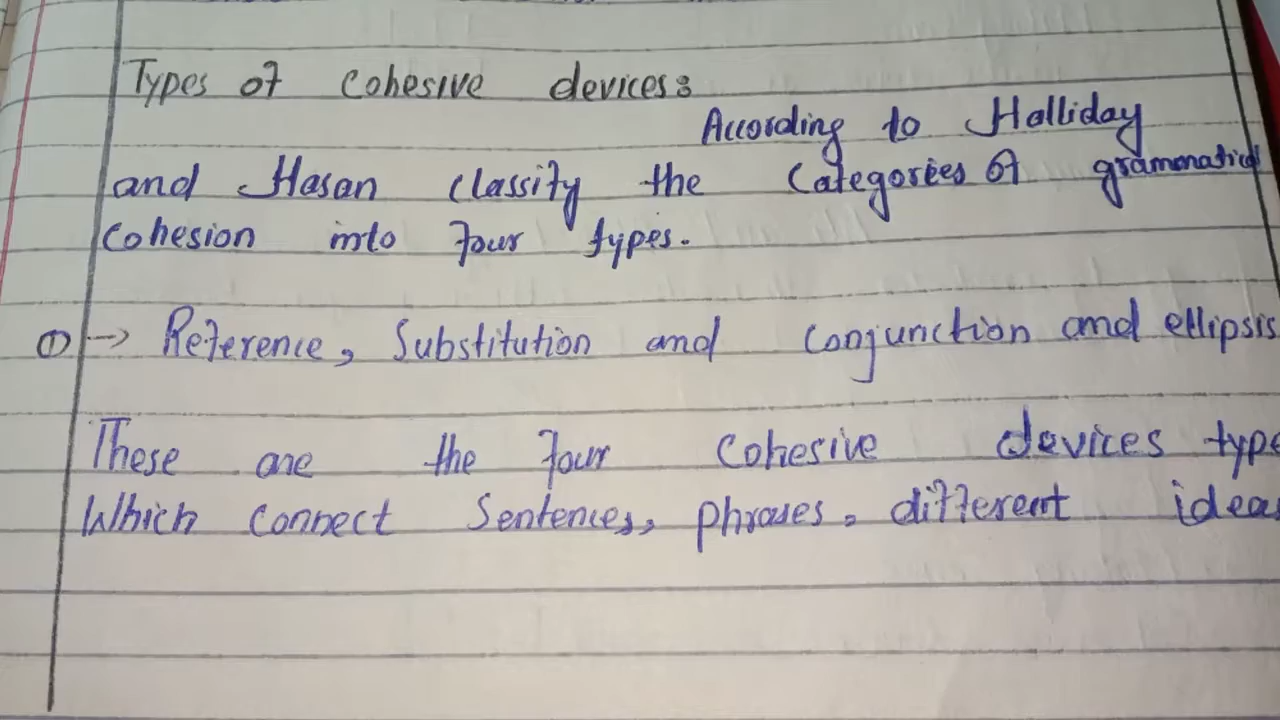 Types of cohesive devices:
According to Halliday
and Hasan classify the categories of grammatical
cohesion into four types.
① → Reference, Substitution and conjunction and ellipsis
These are the four cohesive devices type
Which connect Sentences, phrases, different ideas